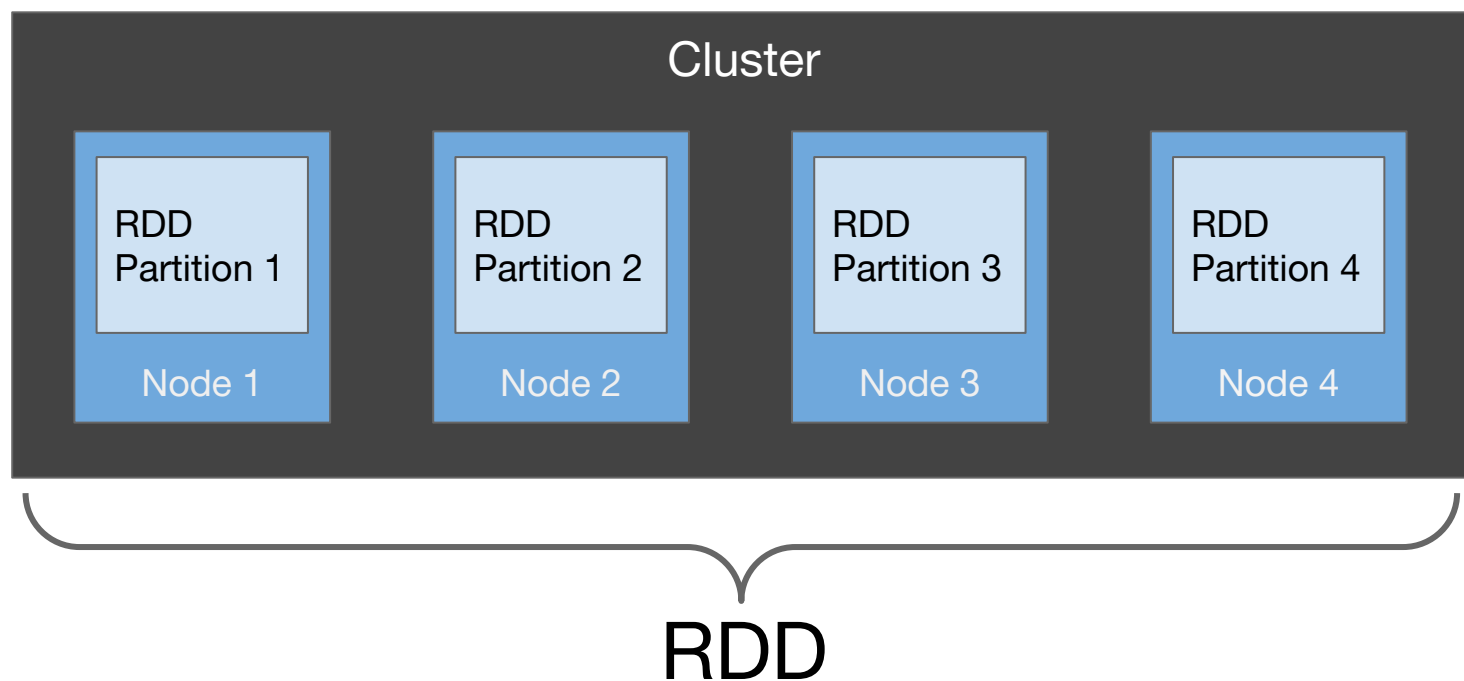 Cluster
RDD
Partition 1
RDD
Partition 2
RDD
Partition 3
RDD
Partition 4
Node 1
Node 2
Node 3
Node 4
RDD